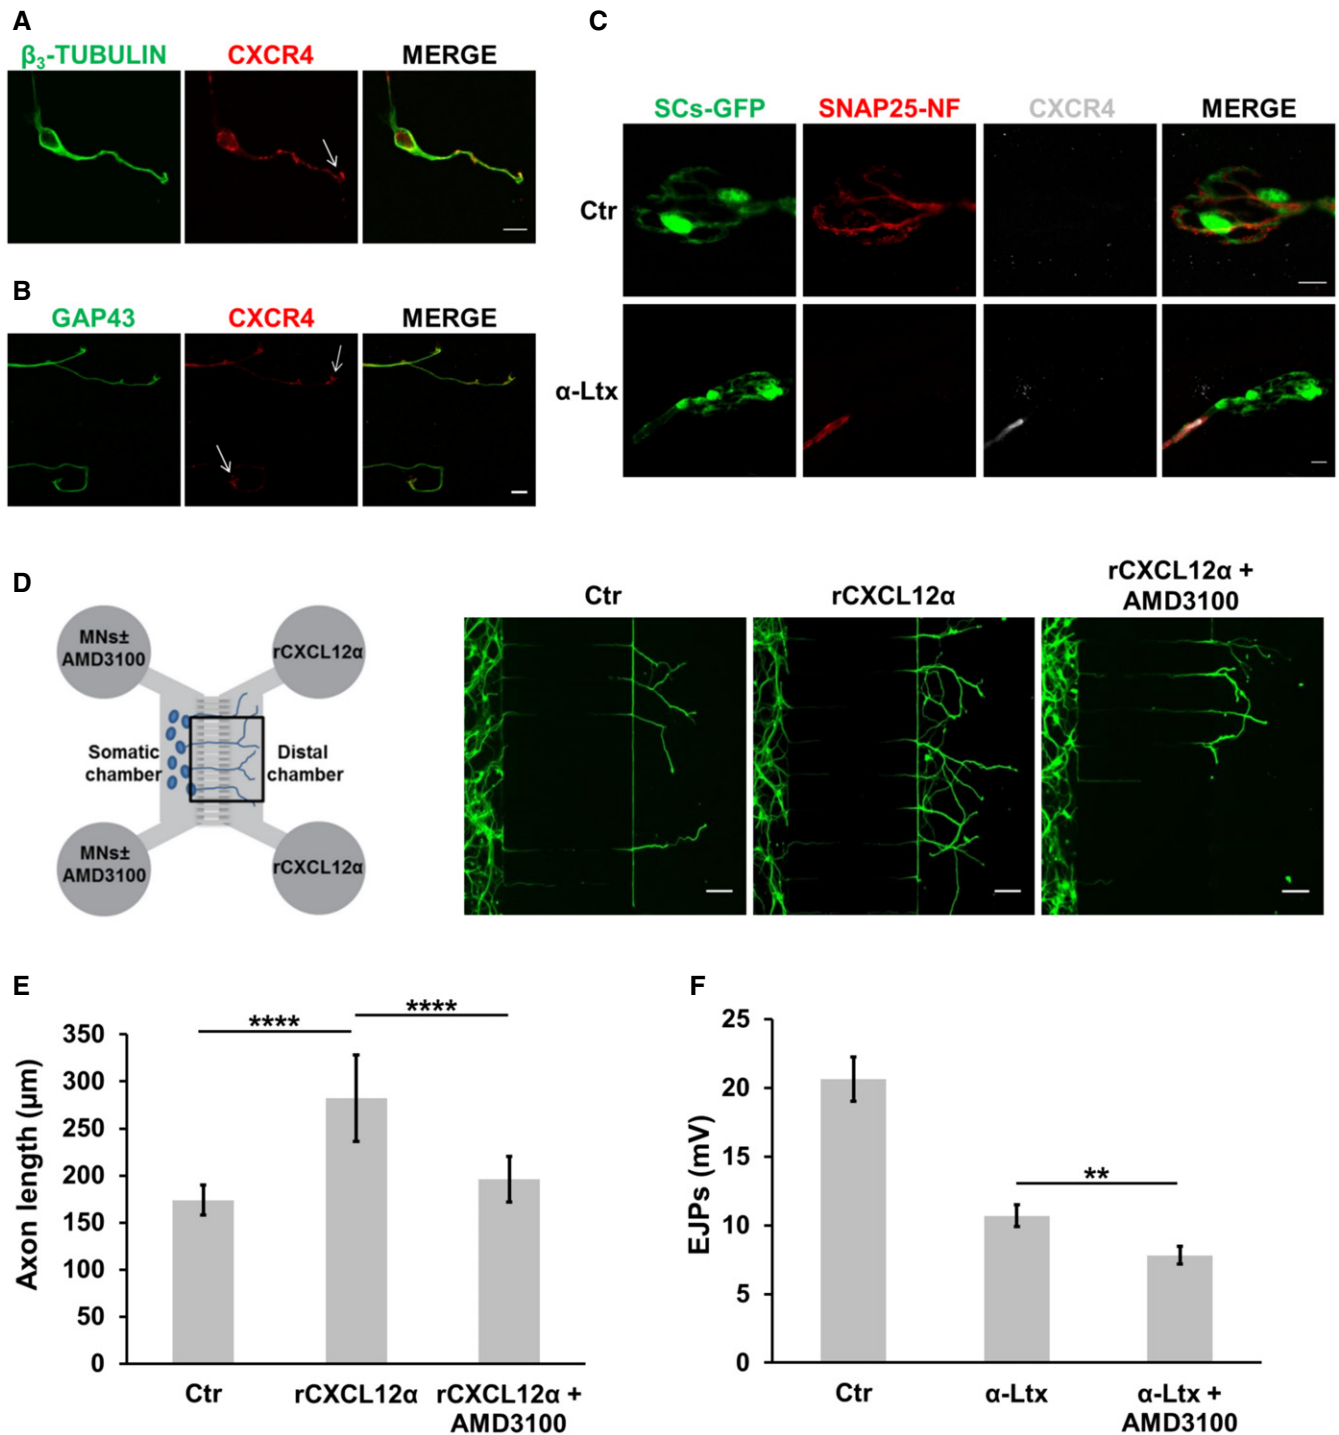 A
β3-TUBULIN CXCR4 MERGE
B
GAP43 CXCR4 MERGE
C
SCs-GFP SNAP25-NF CXCR4 MERGE
Ctr
α-Ltx
D
MNs±
AMD3100
rCXCL12α
Somatic
chamber
Distal
chamber
MNs±
AMD3100
rCXCL12α
Ctr
rCXCL12α
rCXCL12α +
AMD3100
E
Axon length (μm)
350
300
250
200
150
100
50
0
****
****
Ctr
rCXCL12α
rCXCL12α +
AMD3100
F
EJPs (mV)
25
20
15
10
5
0
**
Ctr
α-Ltx
α-Ltx +
AMD3100